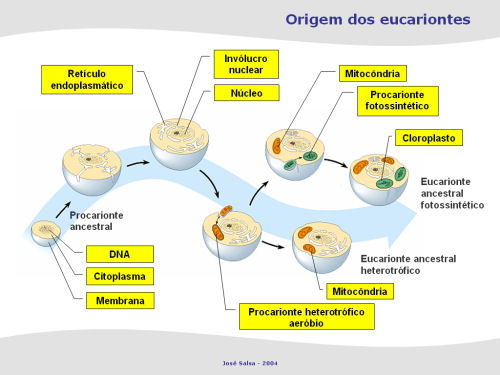 Origem dos eucariontes
Invólucro
nuclear
Retículo
endoplasmático
Mitocôndria
Núcleo
Procarionte
fotossintético
Cloroplasto
Eucarionte
ancestral
fotossintético
Procarionte
ancestral
DNA
Citoplasma
Membrana
Eucarionte ancestral
heterotrófico
Mitocôndria
Procarionte heterotrófico
aeróbio
José Salsa - 2004